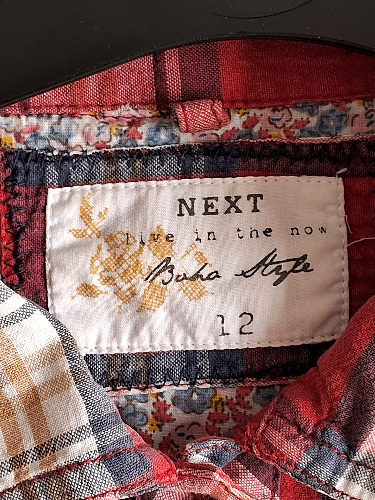 NEXT
live in the now
Boho Style
12